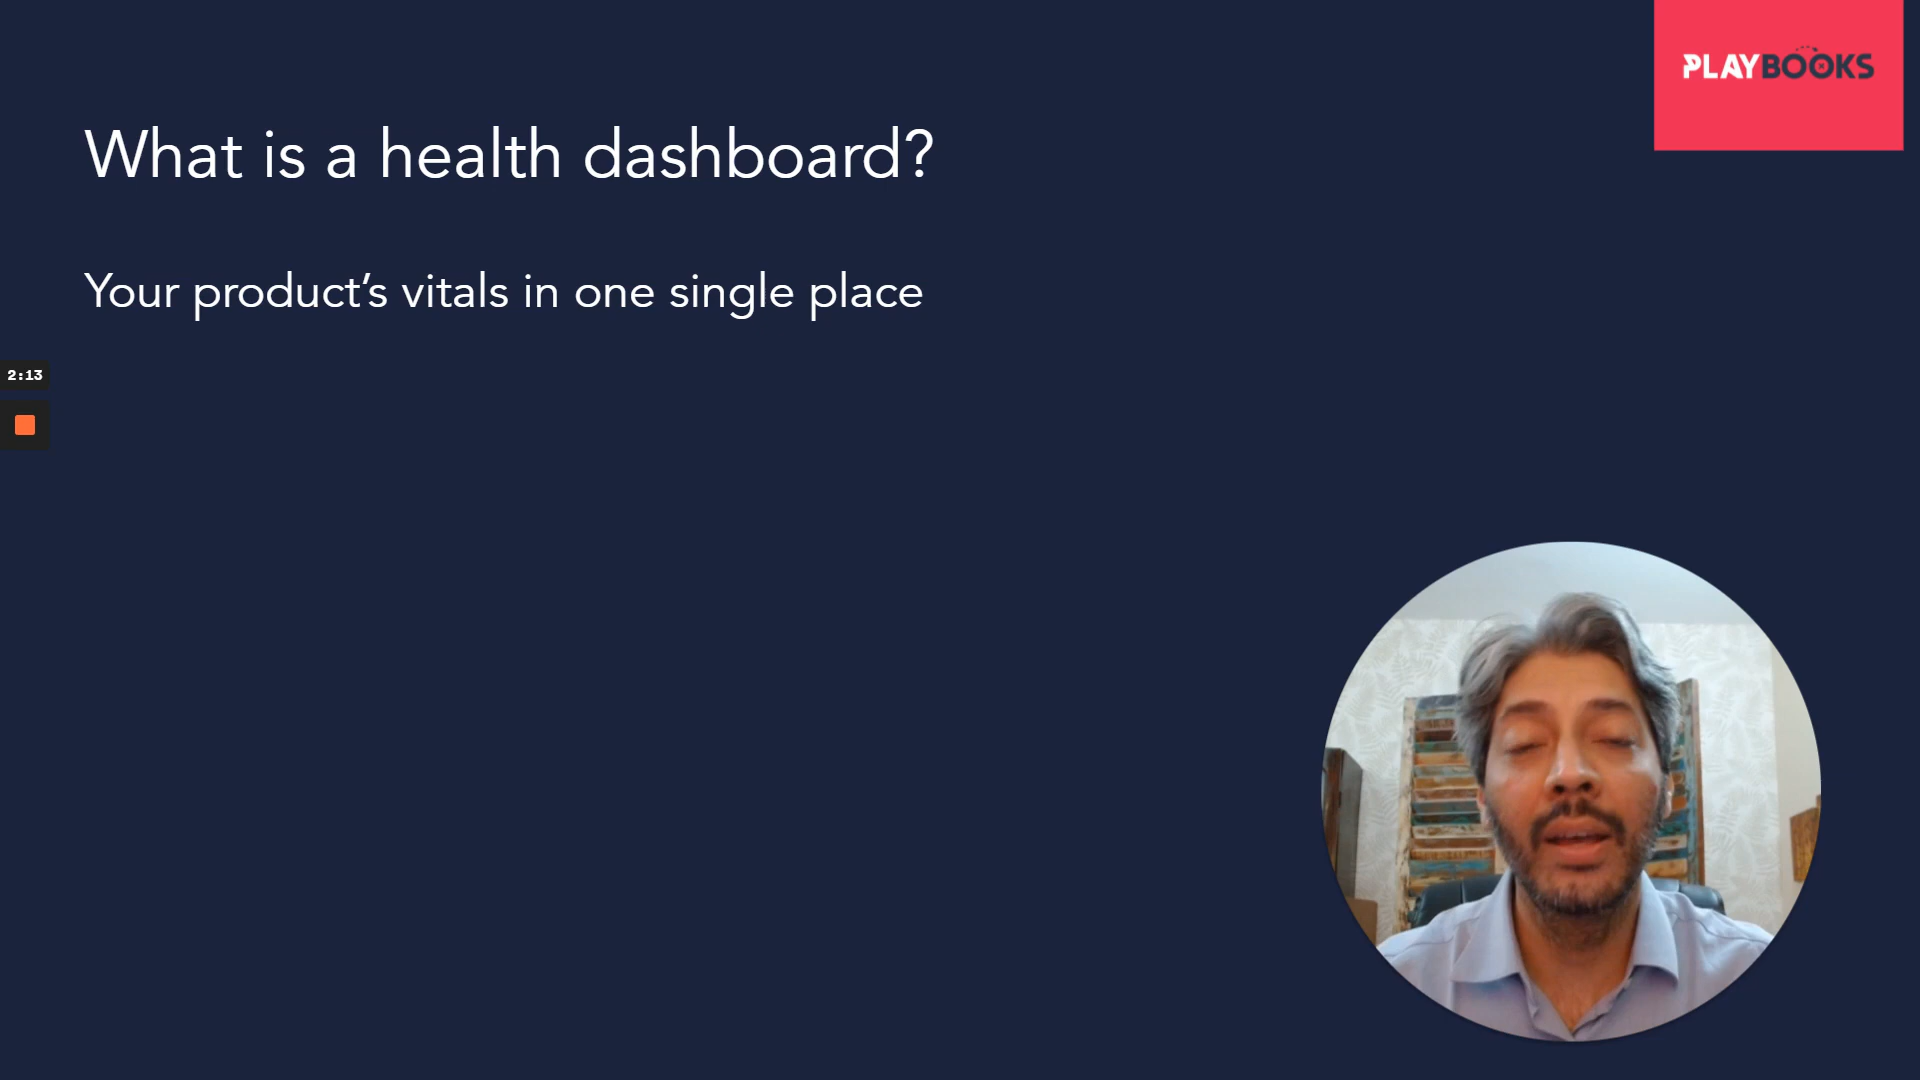 PLAYBOOKS
What is a health dashboard?
Your product’s vitals in one single place
2:13